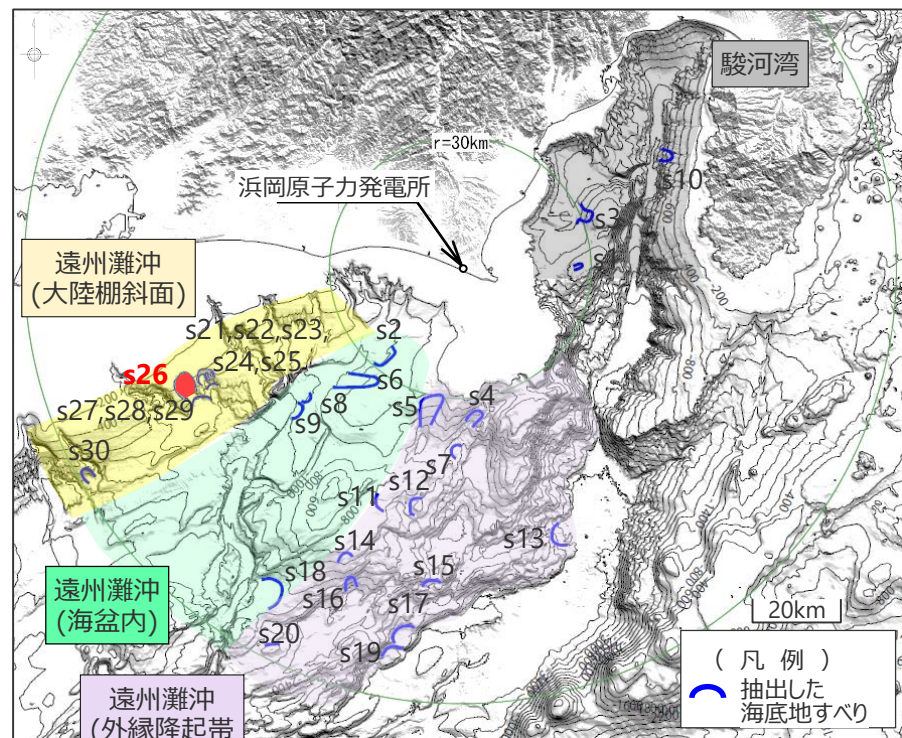 駿河湾
r=30km
浜岡原子力発電所
s10
s3
s
遠州灘沖
(大陸棚斜面)
s21,s22,s23,
s24,s25,
s26
s27,s28,s29
s30
s2
s6
s8
s9
s5
s4
s7
s12
s11
s13
s14
s15
s18
s16
s17
s20
s19
遠州灘沖
(海盆内)
遠州灘沖
(外縁隆起帯
20km
( 凡 例 )
抽出した
海底地すべり
200
400
600
800